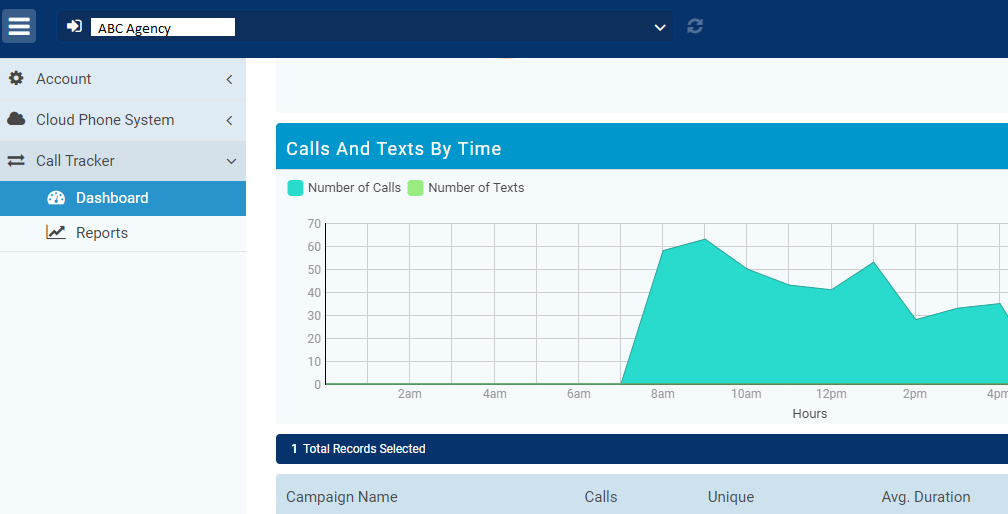 ABC Agency
Account
Cloud Phone System
Call Tracker
Dashboard
Reports
Calls And Texts By Time
Number of Calls Number of Texts
70
60
50
40
30
20
10
0
2am 4am 6am 8am 10am 12pm 2pm 4pm
Hours
1 Total Records Selected
Campaign Name Calls Unique Avg. Duration